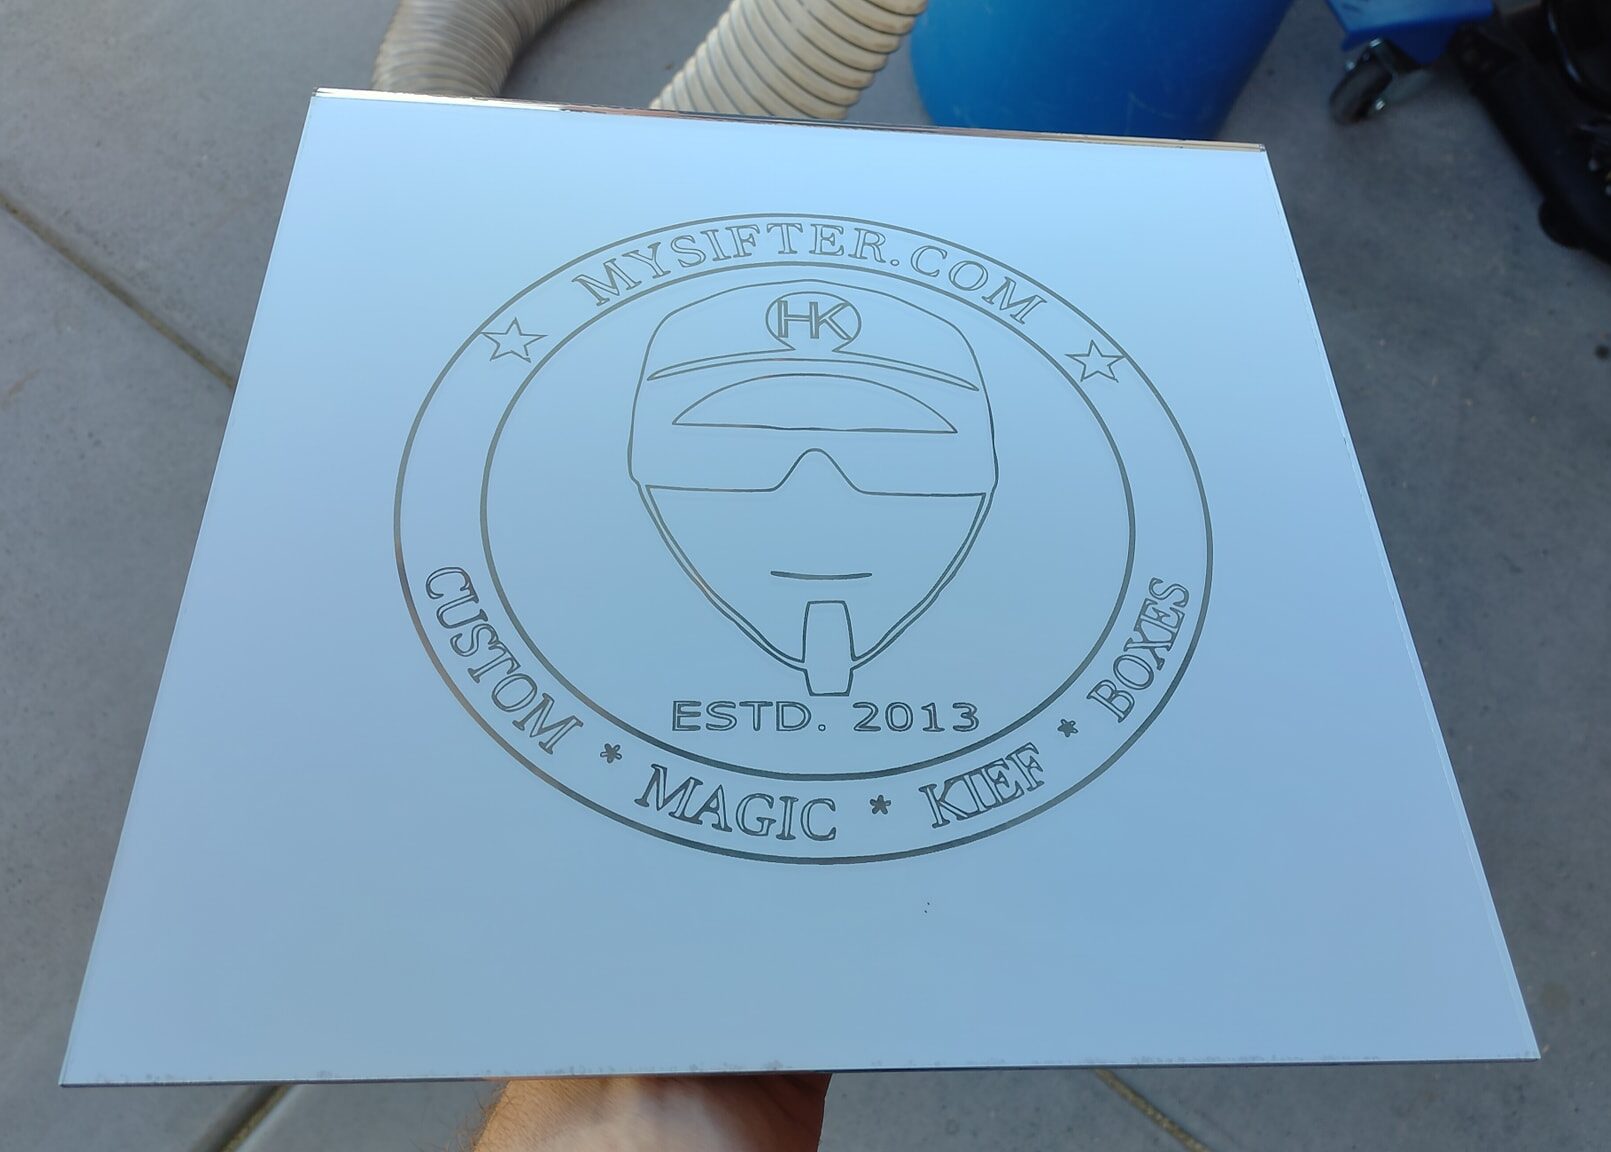 MYSIFTER.COM
HK
ESTD. 2013
CUSTOM * MAGIC * KIEF * BOXES